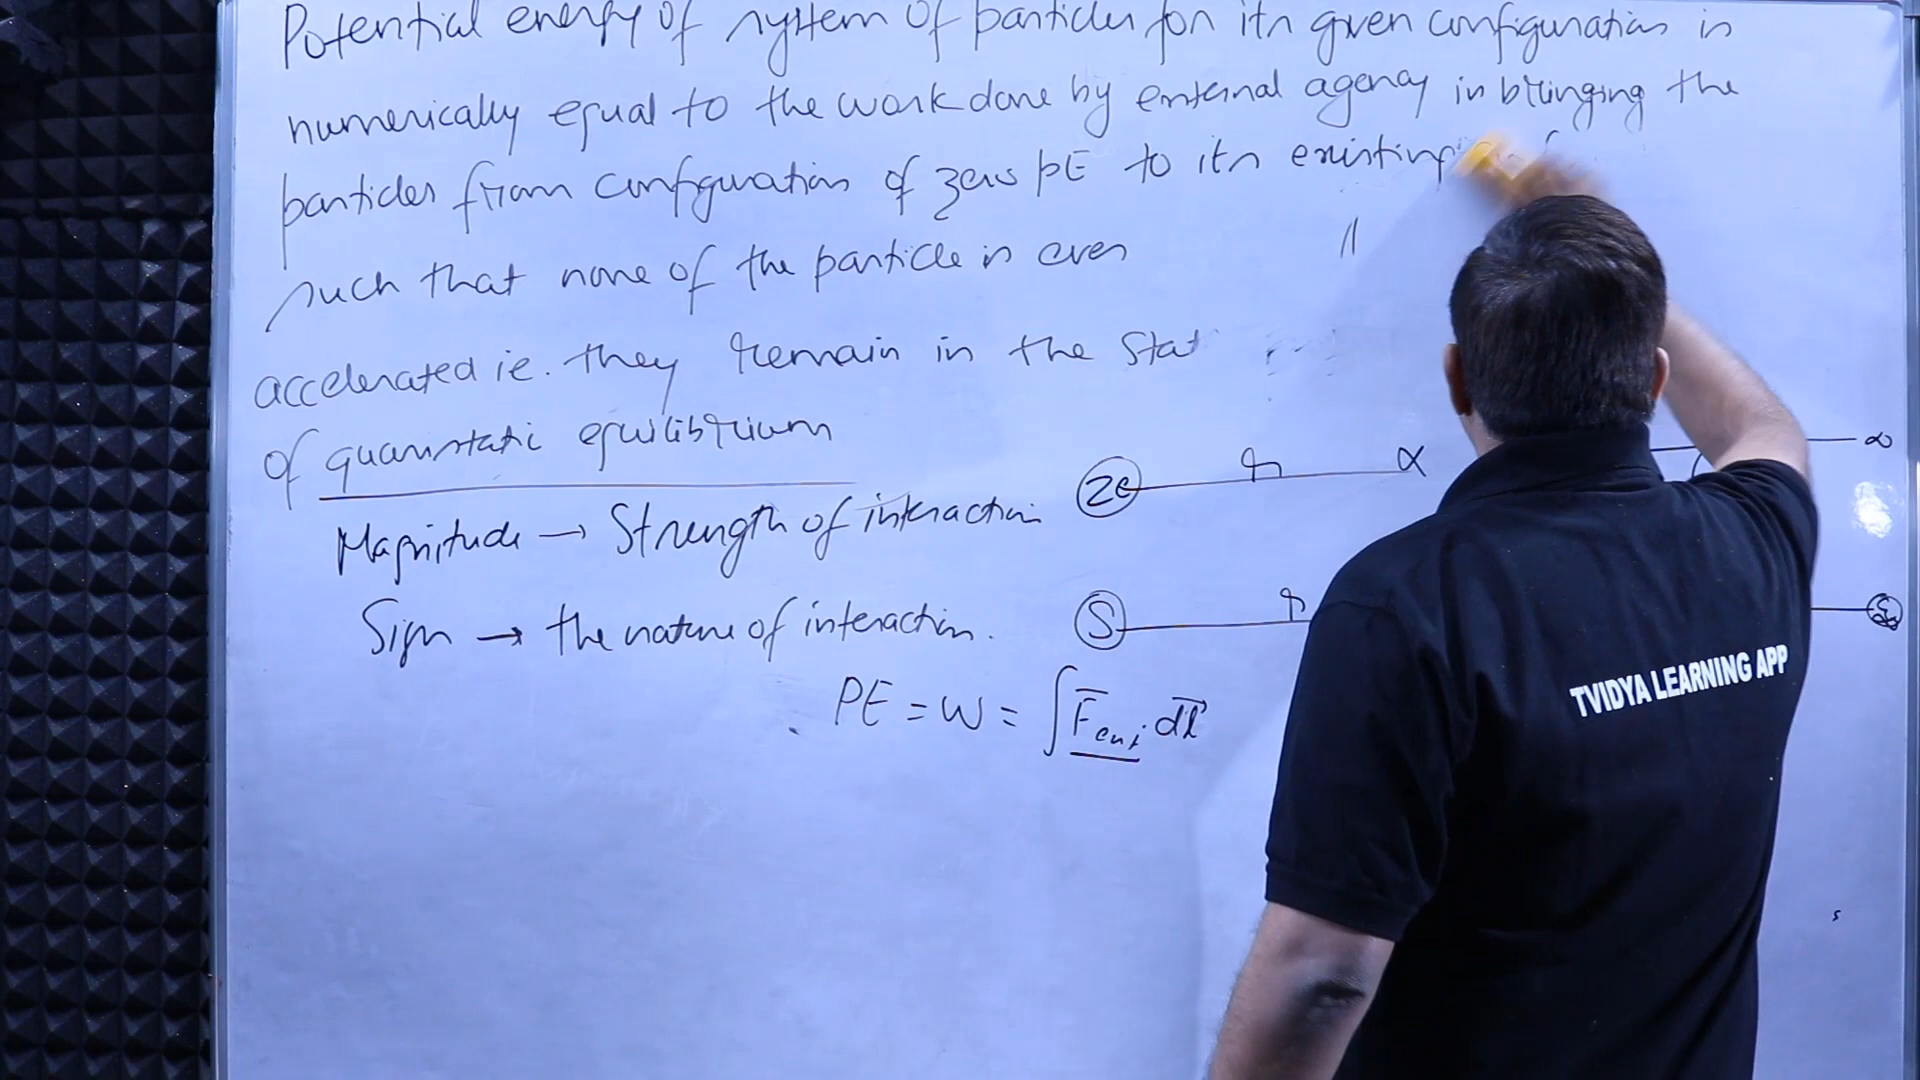 Potential energy of system of particles for its given configuration is
numerically equal to the work done by external agency in bringing the
particles from configuration of zero PE to its existing
such that none of the particle is ever
accelerated ie. they remain in the Stat
of quasistatic equilibrium
Magnitude → Strength of interaction
Sign → the nature of interaction.
PE = W = ∫ F̅ext . dl⃗
Ze r α
∞
S r
TVIDYA LEARNING APP